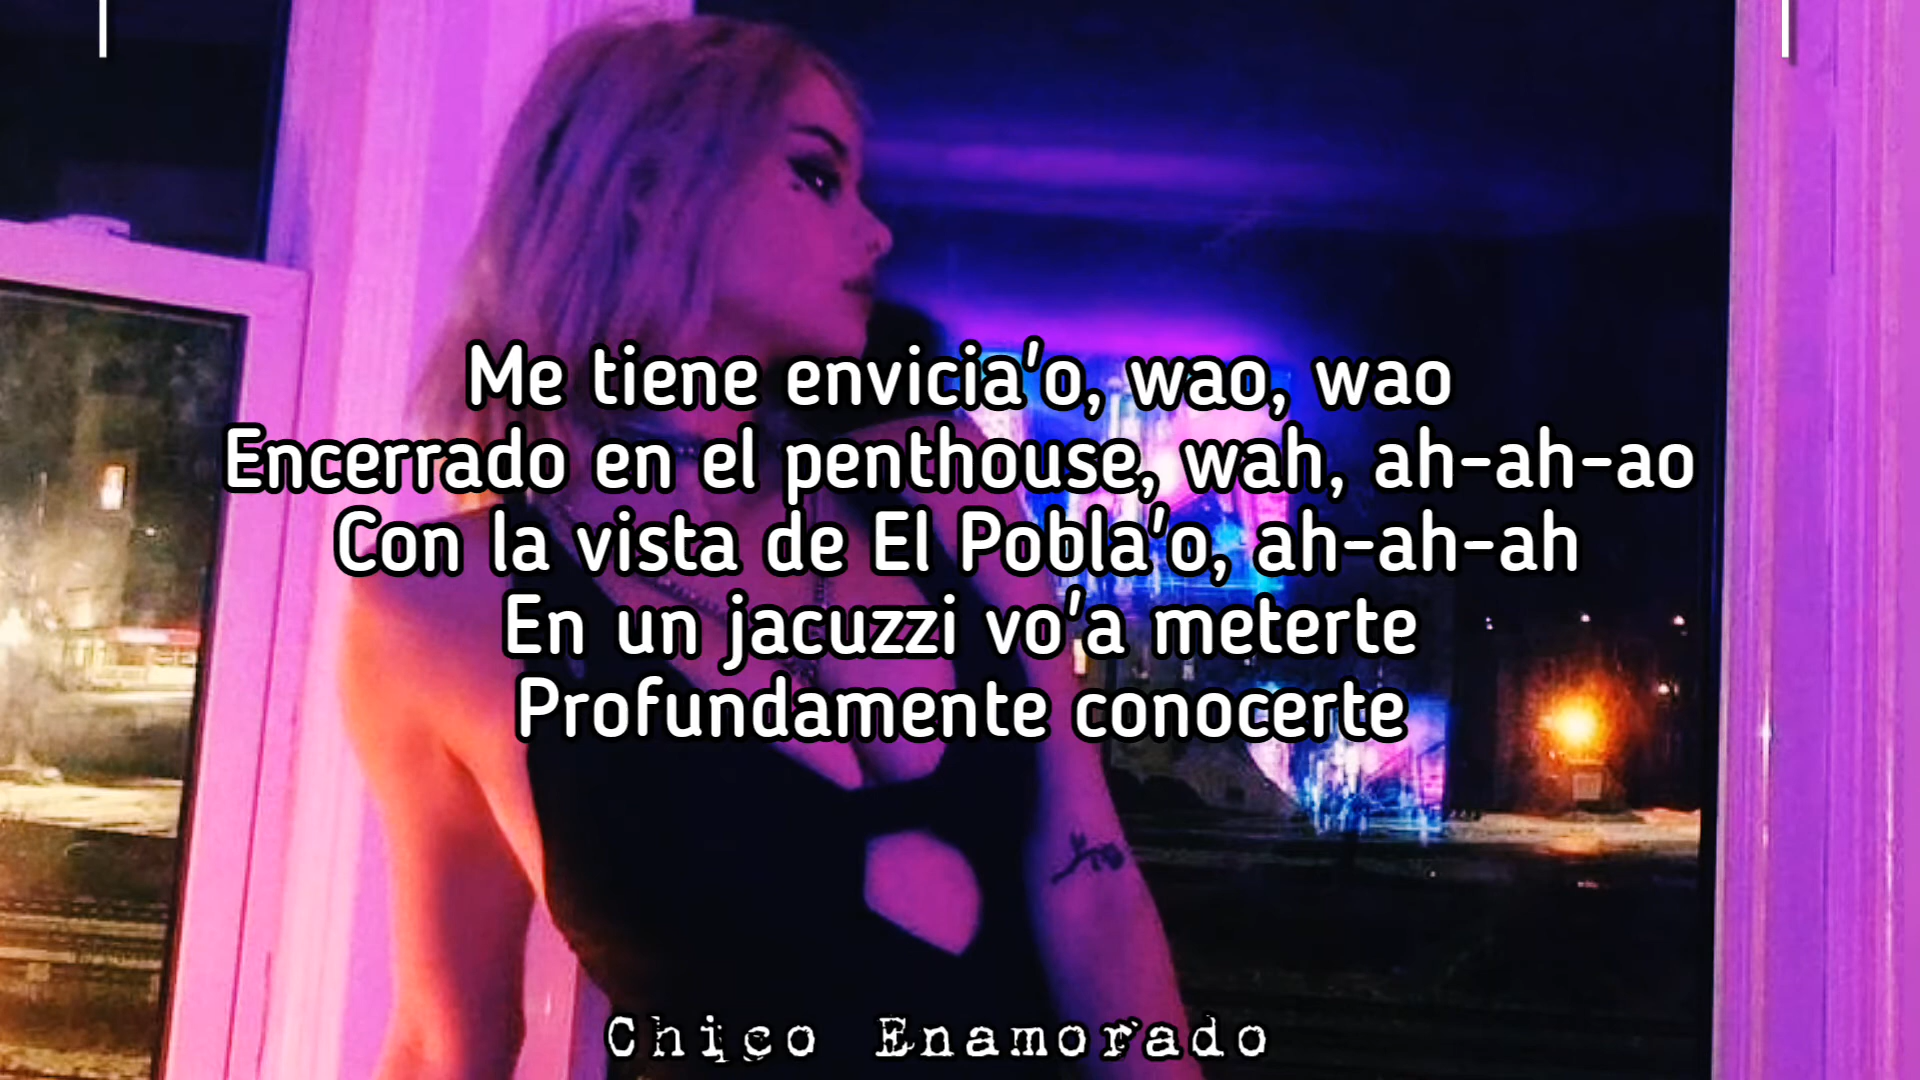 Me tiene envicia'o, wao, wao
Encerrado en el penthouse, wah, ah-ah-ao
Con la vista de El Pobla'o, ah-ah-ah
En un jacuzzi vo'a meterte
Profundamente conocerte
Chico Enamorado